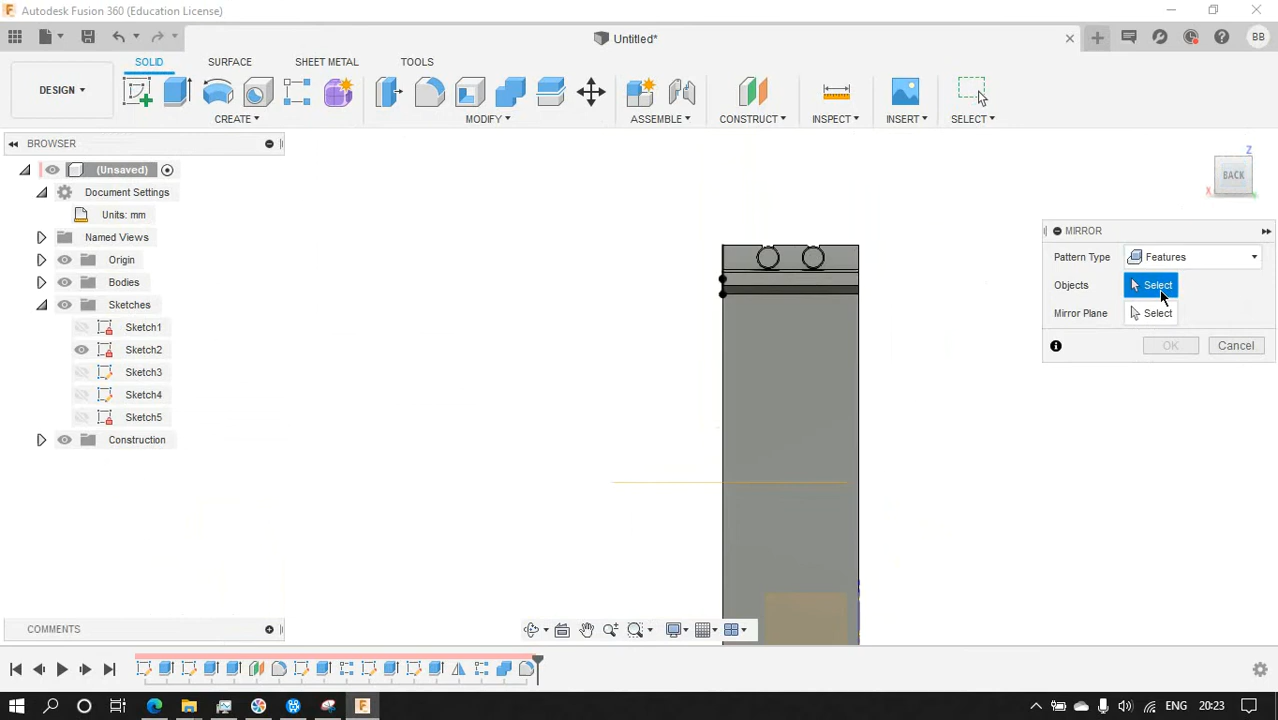 Autodesk Fusion 360 (Education License)
Untitled*
BB
SOLID SURFACE SHEET METAL TOOLS
DESIGN
CREATE MODIFY ASSEMBLE CONSTRUCT INSPECT INSERT SELECT
BROWSER
(Unsaved)
Document Settings
Units: mm
Named Views
Origin
Bodies
Sketches
Sketch1
Sketch2
Sketch3
Sketch4
Sketch5
Construction
Z
BACK
X
MIRROR
Pattern Type Features
Objects Select
Mirror Plane Select
OK Cancel
COMMENTS
ENG 20:23